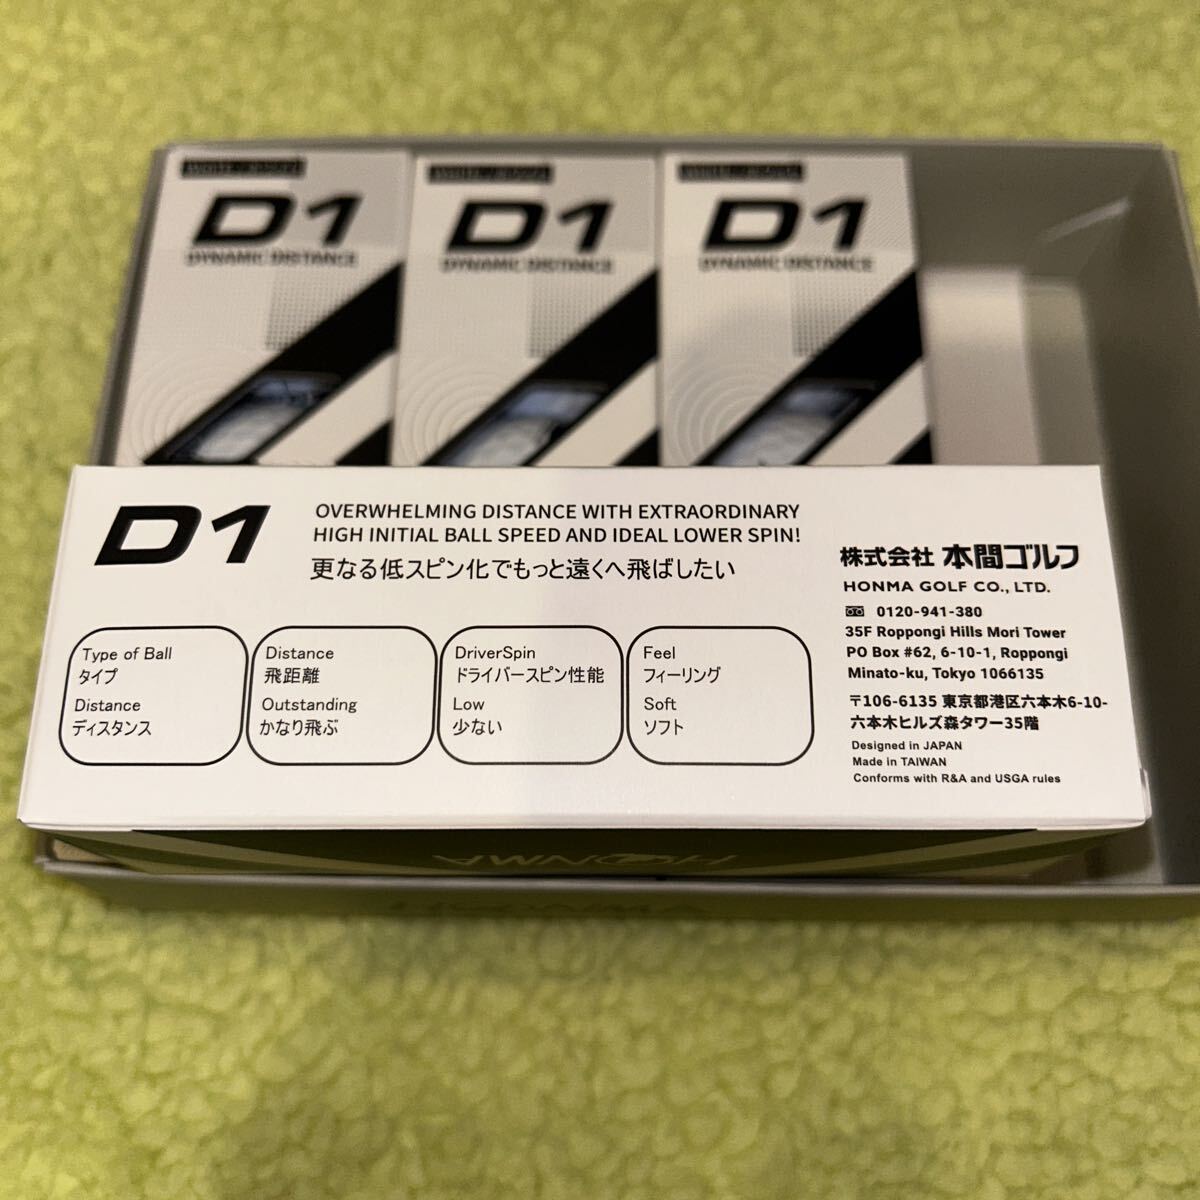 D1
DYNAMIC DISTANCE
D1
DYNAMIC DISTANCE
D1
DYNAMIC DISTANCE
D1
OVERWHELMING DISTANCE WITH EXTRAORDINARY
HIGH INITIAL BALL SPEED AND IDEAL LOWER SPIN!
更なる低スピン化でもっと遠くへ飛ばしたい
Type of Ball
タイプ
Distance
ディスタンス
Distance
飛距離
Outstanding
かなり飛ぶ
DriverSpin
ドライバースピン性能
Low
少ない
Feel
フィーリング
Soft
ソフト
株式会社 本間ゴルフ
HONMA GOLF CO., LTD.
0120-941-380
35F Roppongi Hills Mori Tower
PO Box #62, 6-10-1, Roppongi
Minato-ku, Tokyo 1066135
〒106-6135 東京都港区六本木6-10-
六本木ヒルズ森タワー35階
Designed in JAPAN
Made in TAIWAN
Conforms with R&A and USGA rules
HONMA